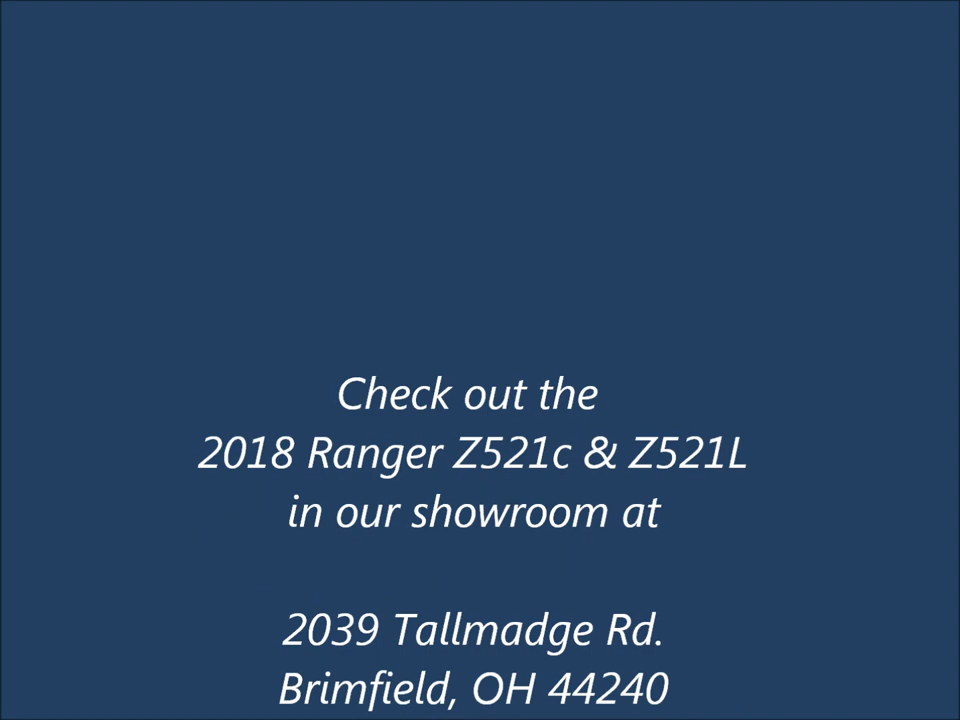 Check out the
2018 Ranger Z521c & Z521L
in our showroom at
2039 Tallmadge Rd.
Brimfield, OH 44240